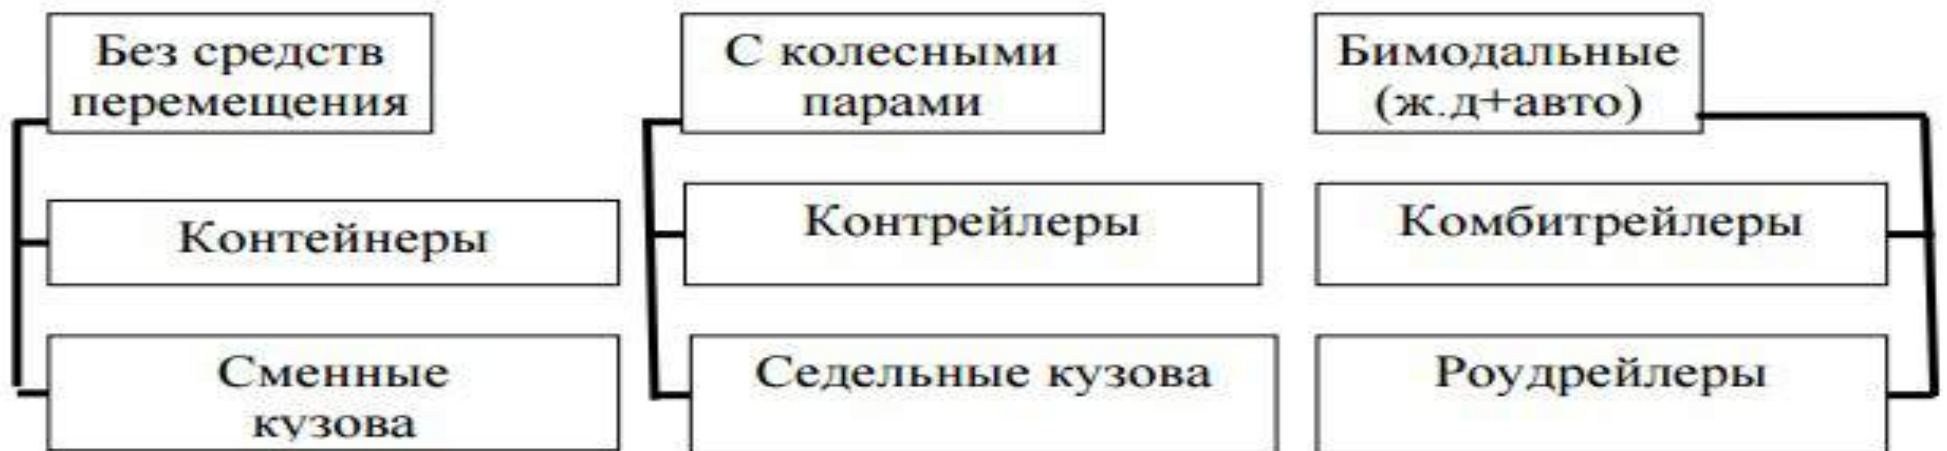 Без средств
перемещения
Контейнеры
Сменные
кузова
С колесными
парами
Контрейлеры
Седельные кузова
Бимодальные
(ж.д+авто)
Комбитрейлеры
Роудрейлеры